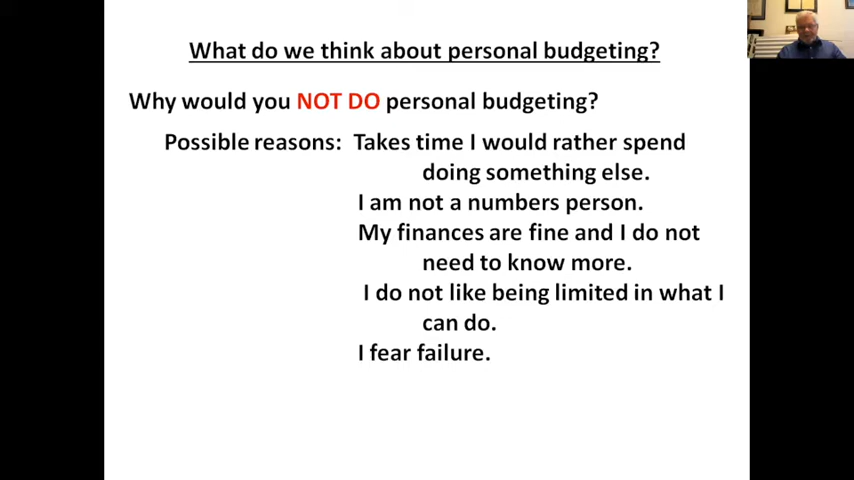 What do we think about personal budgeting?
Why would you NOT DO personal budgeting?
Possible reasons: Takes time I would rather spend
doing something else.
I am not a numbers person.
My finances are fine and I do not
need to know more.
I do not like being limited in what I
can do.
I fear failure.